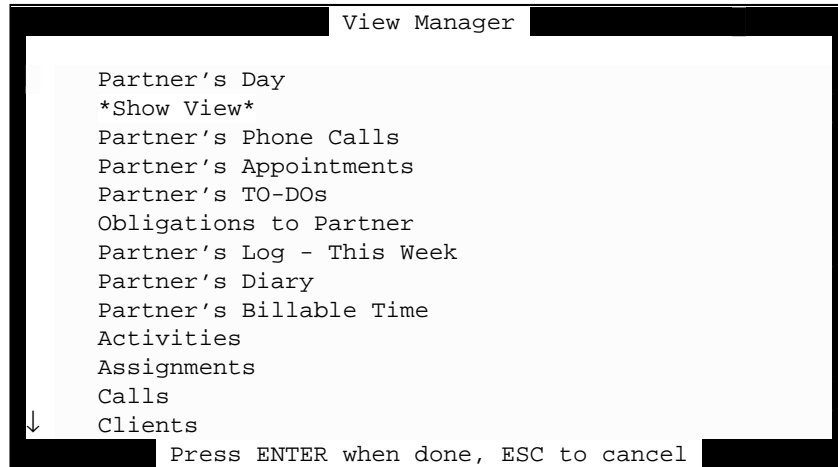 View Manager
Partner's Day
*Show View*
Partner's Phone Calls
Partner's Appointments
Partner's TO-DOs
Obligations to Partner
Partner's Log - This Week
Partner's Diary
Partner's Billable Time
Activities
Assignments
Calls
↓ Clients
Press ENTER when done, ESC to cancel